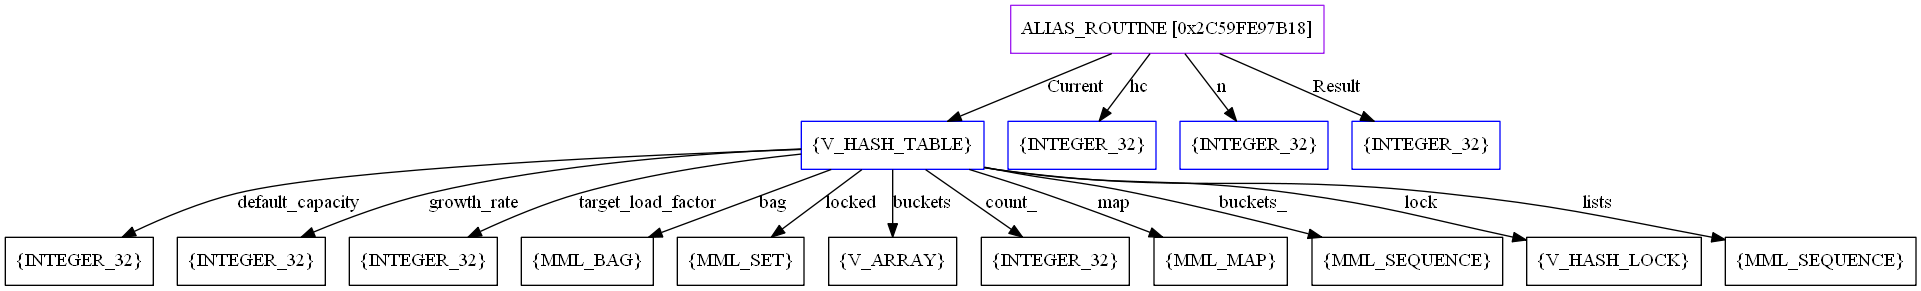 ALIAS_ROUTINE [0x2C59FE97B18]
Current
hc
n
Result
{V_HASH_TABLE}
{INTEGER_32}
{INTEGER_32}
{INTEGER_32}
default_capacity
growth_rate
target_load_factor
bag
locked
buckets
count_
map
buckets_
lock
lists
{INTEGER_32}
{INTEGER_32}
{INTEGER_32}
{MML_BAG}
{MML_SET}
{V_ARRAY}
{INTEGER_32}
{MML_MAP}
{MML_SEQUENCE}
{V_HASH_LOCK}
{MML_SEQUENCE}